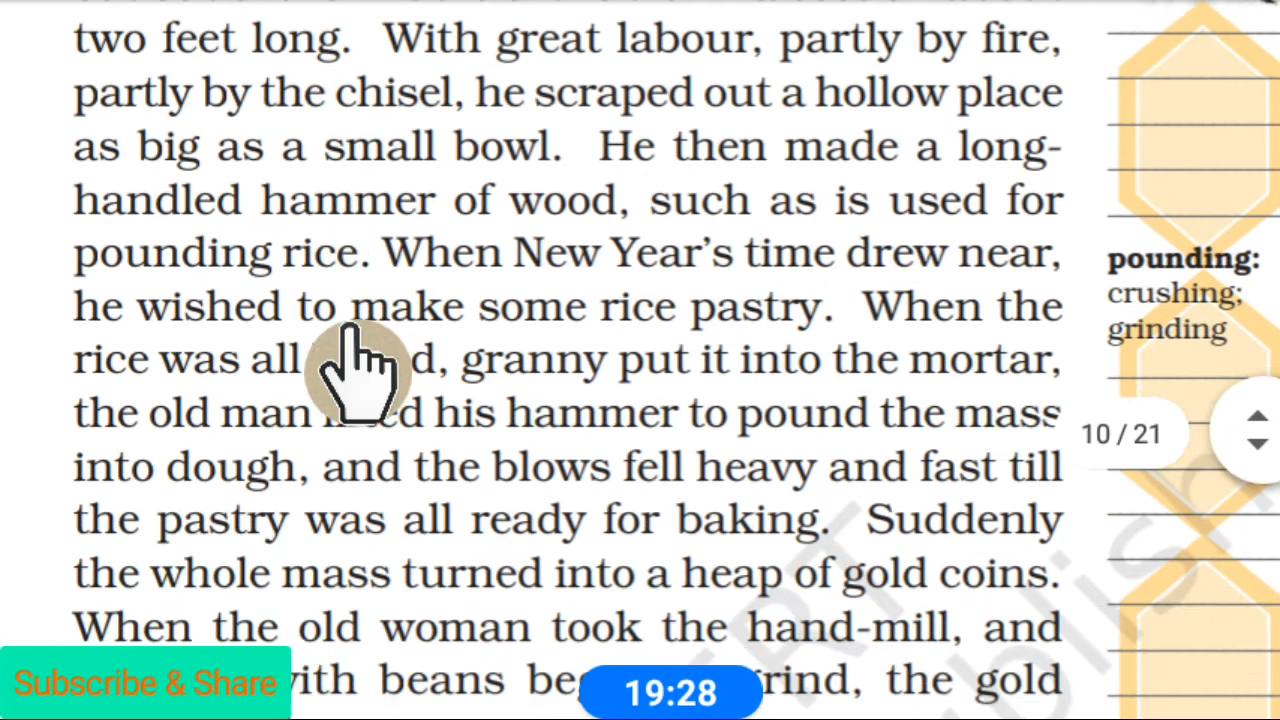 two feet long. With great labour, partly by fire,
partly by the chisel, he scraped out a hollow place
as big as a small bowl. He then made a long-
handled hammer of wood, such as is used for
pounding rice. When New Year's time drew near,
he wished to make some rice pastry. When the
rice was all granny put it into the mortar,
the old man his hammer to pound the mass
into dough, and the blows fell heavy and fast till
the pastry was all ready for baking. Suddenly
the whole mass turned into a heap of gold coins.
When the old woman took the hand-mill, and
with beans the gold
pounding:
crushing;
grinding
10 / 21
Subscribe & Share
19:28